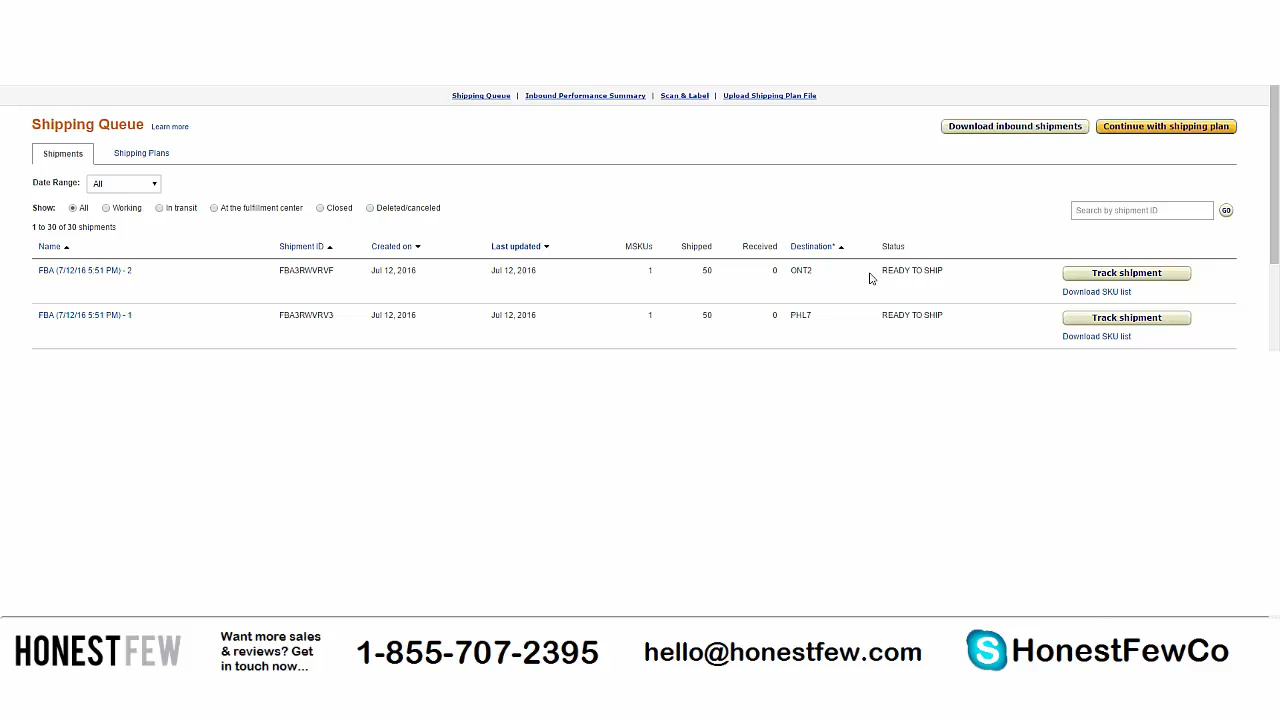 Shipping Queue | Inbound Performance Summary | Scan & Label | Upload Shipping Plan File
Shipping Queue Learn more
Download inbound shipments Continue with shipping plan
Shipments Shipping Plans
Date Range: All
Show: All Working In transit At the fulfillment center Closed Deleted/canceled
Search by shipment ID GO
1 to 30 of 30 shipments
Name Shipment ID Created on Last updated MSKUs Shipped Received Destination* Status
FBA (7/12/16 5:51 PM) - 2 FBA3RWVRVF Jul 12, 2016 Jul 12, 2016 1 50 0 ONT2 READY TO SHIP Track shipment
Download SKU list
FBA (7/12/16 5:51 PM) - 1 FBA3RWVRV3 Jul 12, 2016 Jul 12, 2016 1 50 0 PHL7 READY TO SHIP Track shipment
Download SKU list
HONESTFEW
Want more sales
& reviews? Get
in touch now...
1-855-707-2395
hello@honestfew.com
HonestFewCo